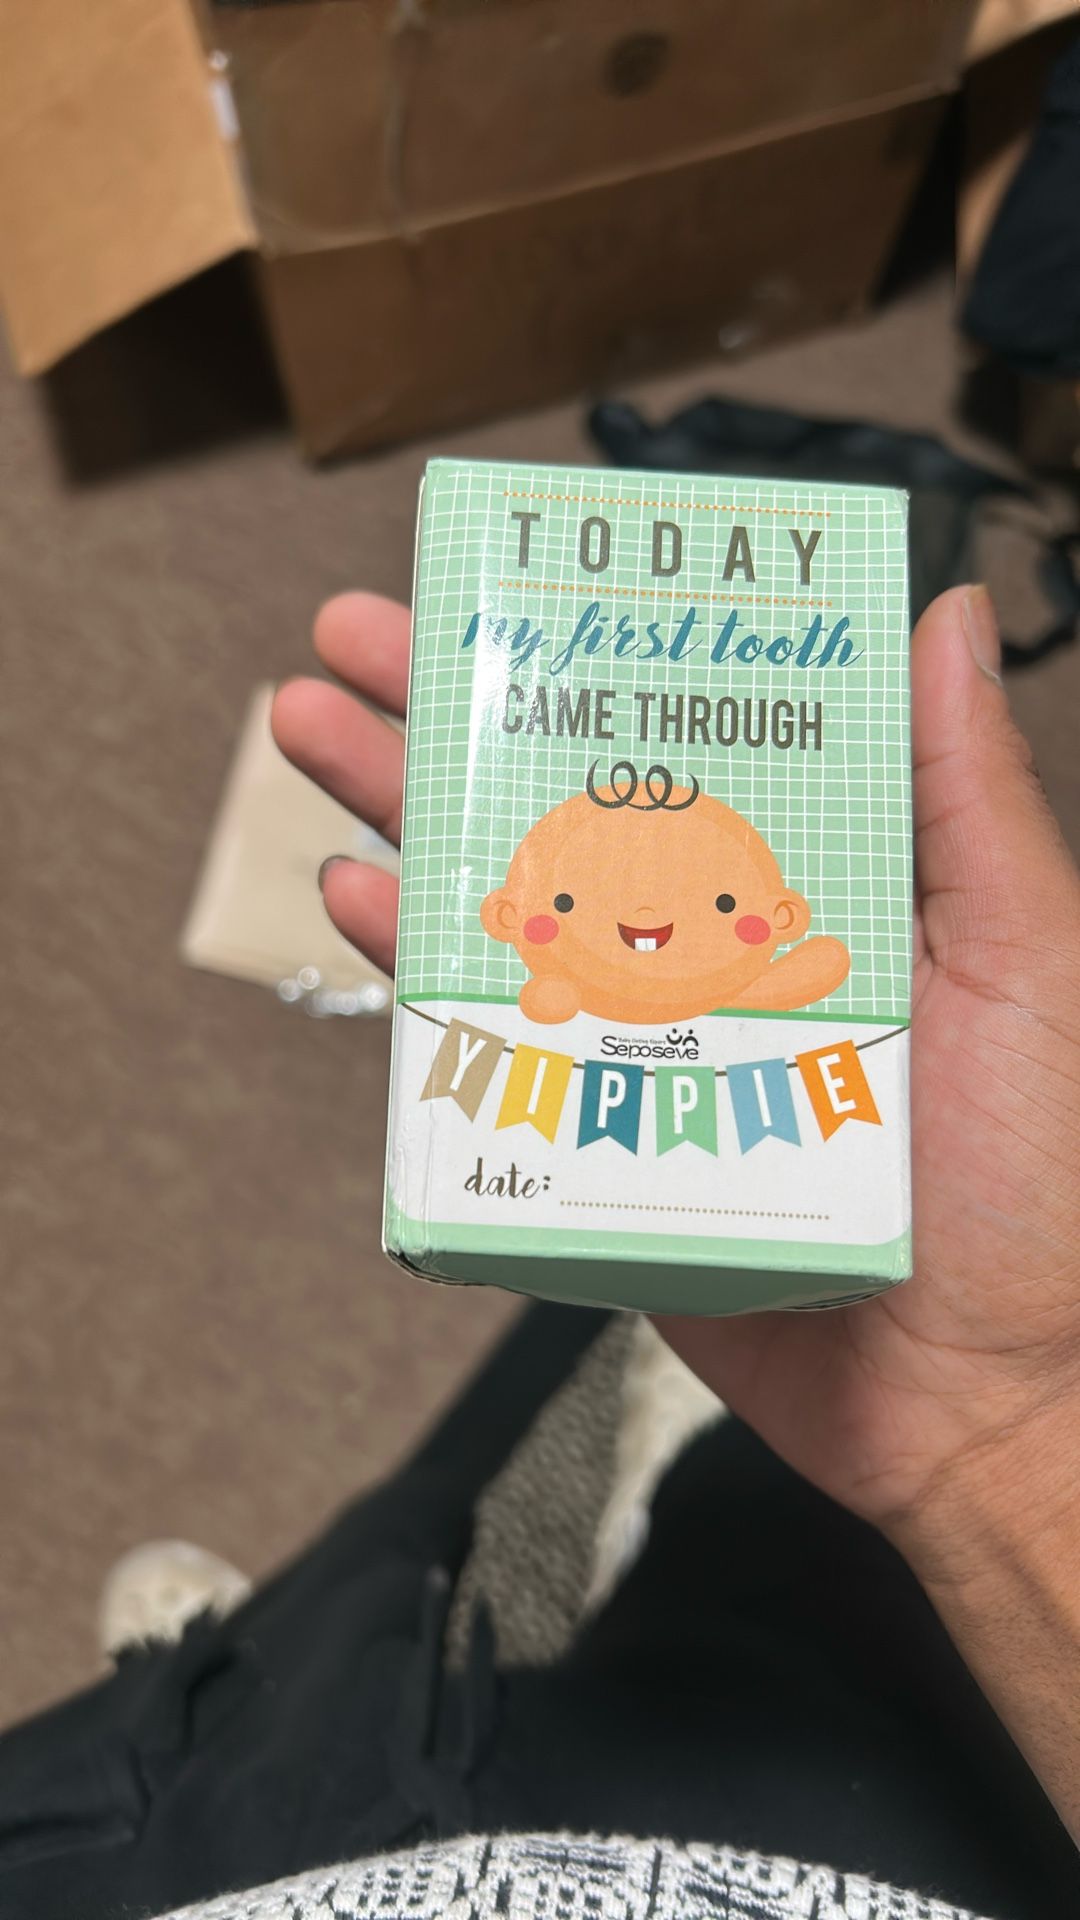 TODAY
my first tooth
CAME THROUGH
Seposeve
YIPPIE
date: